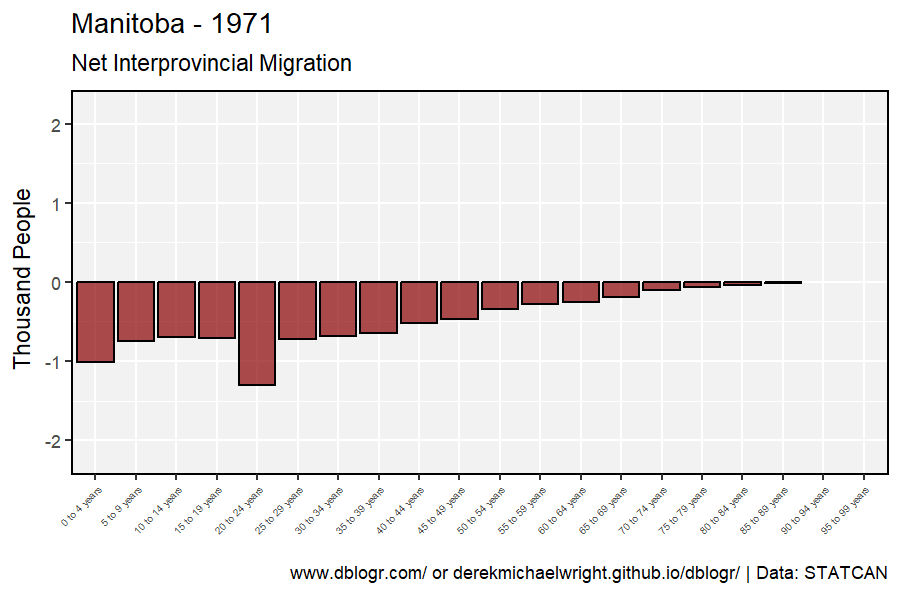 Manitoba - 1971
Net Interprovincial Migration
Thousand People
2
1
0
-1
-2
0 to 4 years
5 to 9 years
10 to 14 years
15 to 19 years
20 to 24 years
25 to 29 years
30 to 34 years
35 to 39 years
40 to 44 years
45 to 49 years
50 to 54 years
55 to 59 years
60 to 64 years
65 to 69 years
70 to 74 years
75 to 79 years
80 to 84 years
85 to 89 years
90 to 94 years
95 to 99 years
www.dblogr.com/ or derekmichaelwright.github.io/dblogr/ | Data: STATCAN